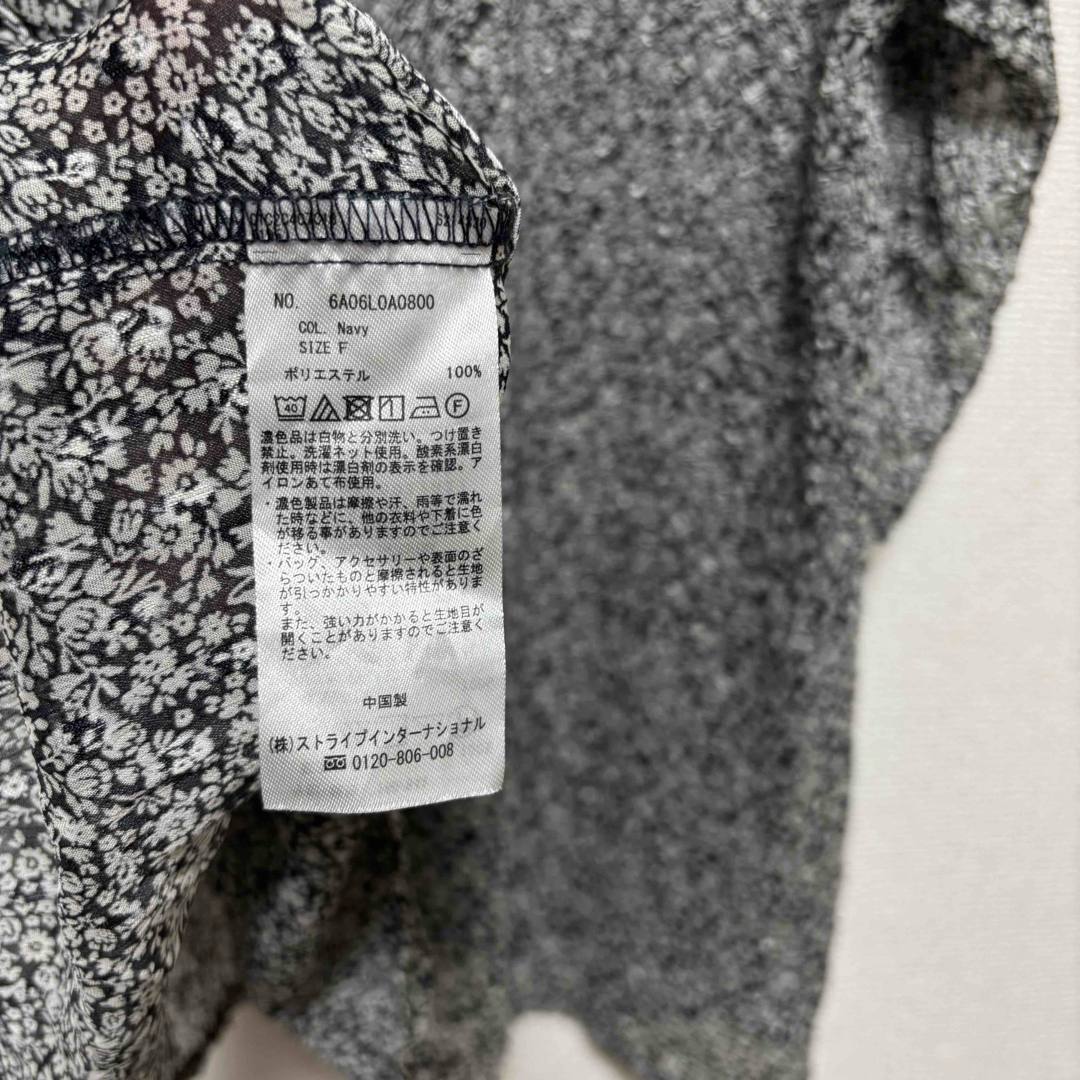 NO. 6A06L0A0800
COL. Navy
SIZE F
ポリエステル 100%
40 1 F
濃色品は白物と分別洗い。つけ置き
禁止。洗濯ネット使用。酸素系漂白
剤使用時は漂白剤の表示を確認。ア
イロンあて布使用。
・濃色製品は摩擦や汗、雨等で濡れ
た時などに、他の衣料や下着に色
が移る事がありますのでご注意く
ださい。
・バッグ、アクセサリーや表面のざ
らついたものと摩擦されると生地
が引っかかりやすい特性がありま
す。
また、強い力がかかると生地目が
開くことがありますのでご注意く
ださい。
中国製
(株)ストライプインターナショナル
0120-806-008